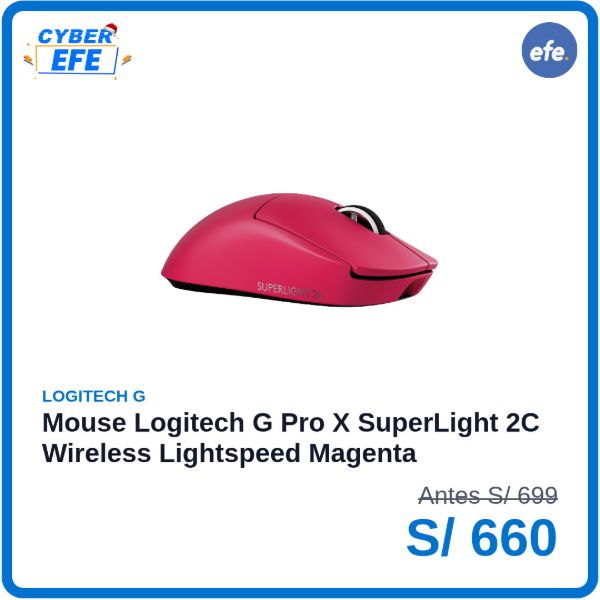 CYBER
EFE
efe.
SUPERLIGHT 2c
LOGITECH G
Mouse Logitech G Pro X SuperLight 2C
Wireless Lightspeed Magenta
Antes S/ 699
S/ 660